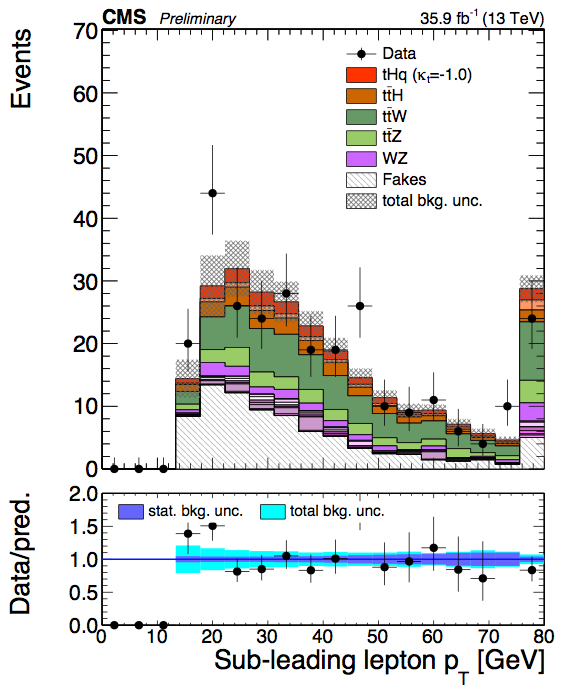 CMS Preliminary 35.9 fb⁻¹ (13 TeV)
Events
70
60
50
40
30
20
10
0
Data
tHq (κt=-1.0)
tt̄H
tt̄W
tt̄Z
WZ
Fakes
total bkg. unc.
Data/pred.
2.0
1.5
1.0
0.5
0.0
stat. bkg. unc. total bkg. unc.
0 10 20 30 40 50 60 70 80
Sub-leading lepton pT [GeV]